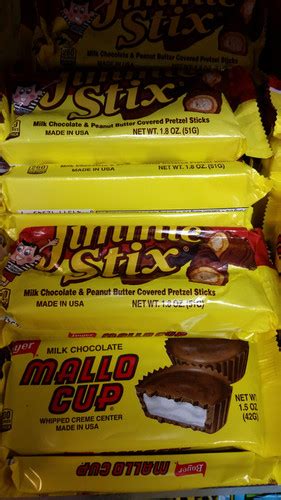 Jimmie
Stix
Milk Chocolate & Peanut Butter Covered Pretzel Sticks
MADE IN USA
NET WT. 1.8 OZ. (51G)
Jimmie
Stix
Milk Chocolate & Peanut Butter Covered Pretzel Sticks
MADE IN USA
NET WT. 1.8 OZ. (51G)
Boyer
MILK CHOCOLATE
MALLO
CUP
WHIPPED CREME CENTER
MADE IN USA
NET WT
1.5
OZ
(42G)
MALLO CUP
Boyer